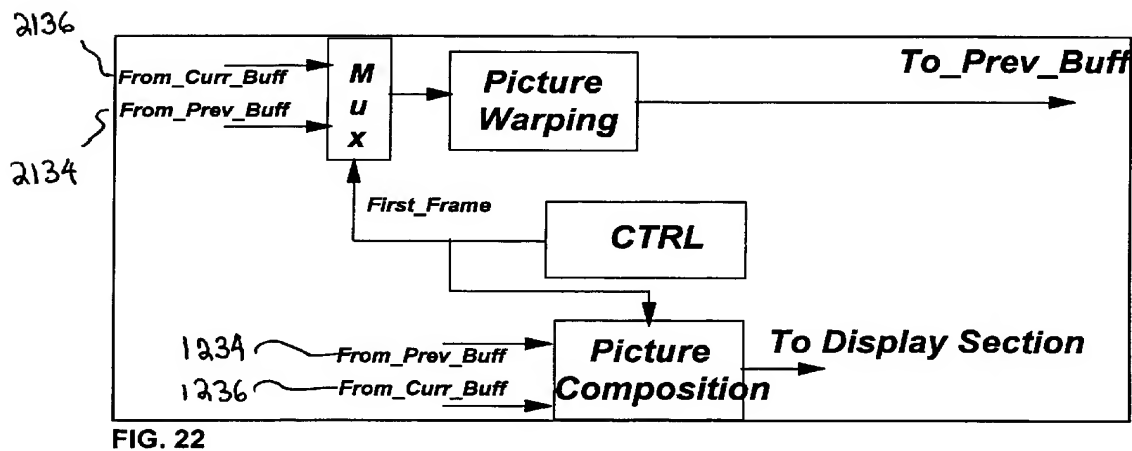 2136
From_Curr_Buff
From_Prev_Buff
2134
Mux
Picture
Warping
To_Prev_Buff
First_Frame
CTRL
1234 From_Prev_Buff
1236 From_Curr_Buff
Picture
Composition
To Display Section
FIG. 22